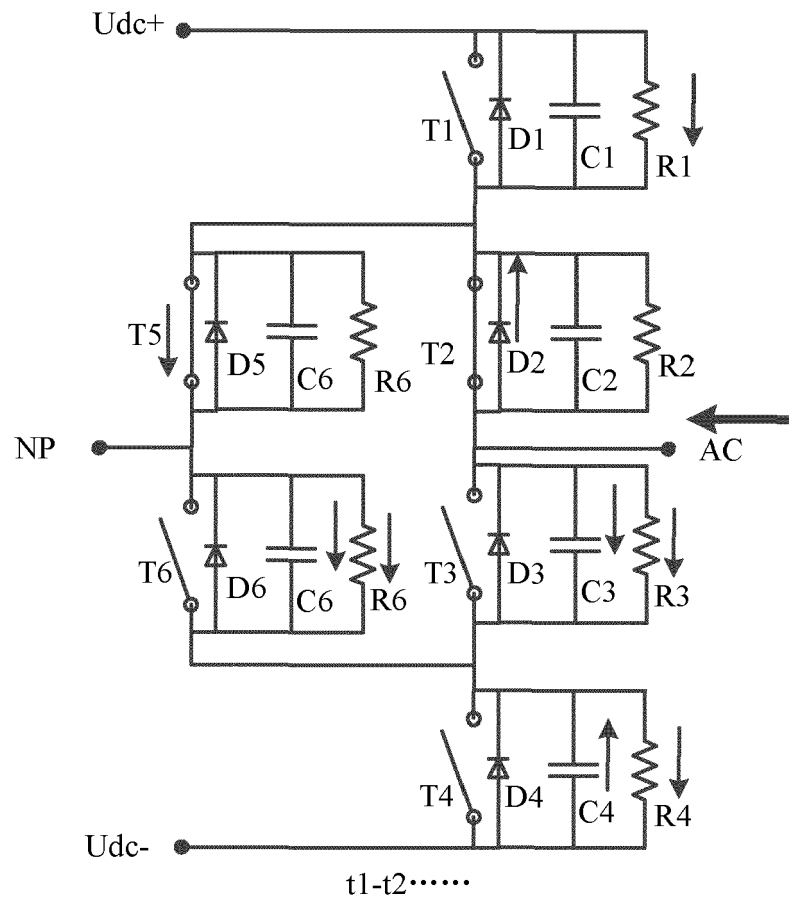 Udc+
T1
D1
C1
R1
T5
D5
C6
R6
T2
D2
C2
R2
NP
AC
T6
D6
C6
R6
T3
D3
C3
R3
T4
D4
C4
R4
Udc-
t1-t2……